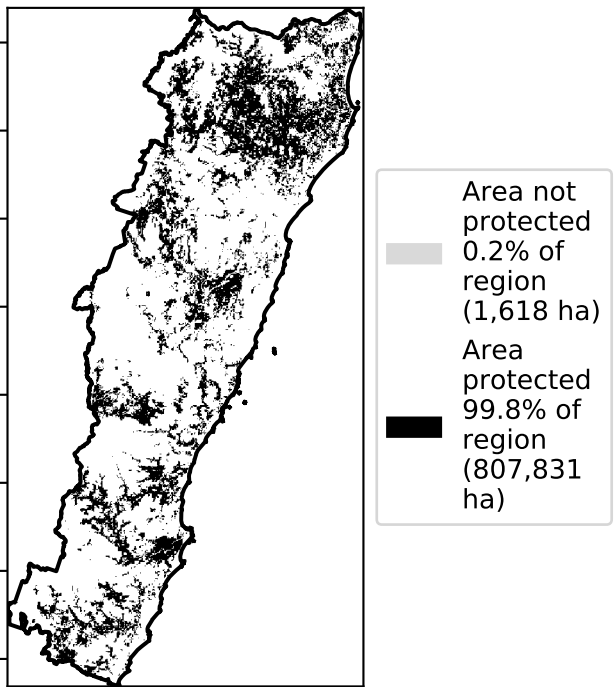 Area not
protected
0.2% of
region
(1,618 ha)
Area
protected
99.8% of
region
(807,831
ha)